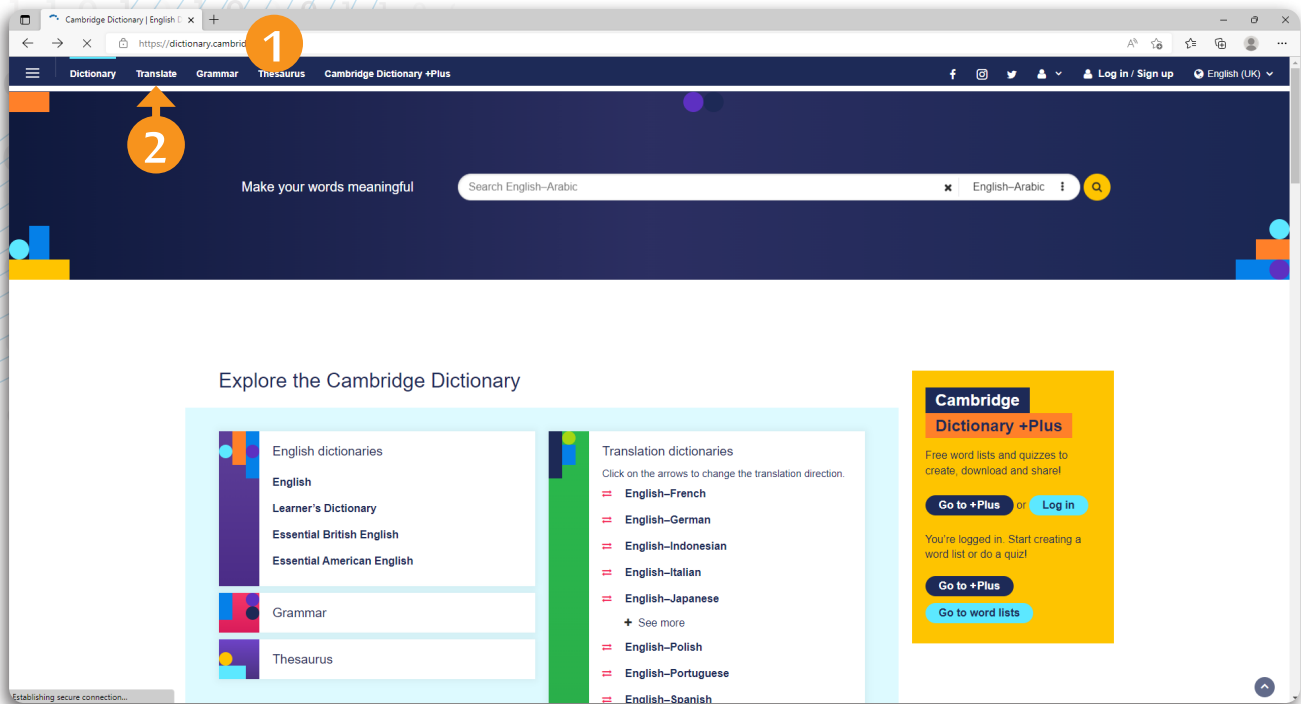 Cambridge Dictionary | English D
https://dictionary.cambrid
1
Dictionary Translate Grammar Thesaurus Cambridge Dictionary +Plus Log in / Sign up English (UK)
2
Make your words meaningful Search English–Arabic English–Arabic
Explore the Cambridge Dictionary
English dictionaries
English
Learner's Dictionary
Essential British English
Essential American English
Grammar
Thesaurus
Translation dictionaries
Click on the arrows to change the translation direction.
English–French
English–German
English–Indonesian
English–Italian
English–Japanese
+ See more
English–Polish
English–Portuguese
English–Spanish
Cambridge
Dictionary +Plus
Free word lists and quizzes to
create, download and share!
Go to +Plus or Log in
You're logged in. Start creating a
word list or do a quiz!
Go to +Plus
Go to word lists
Establishing secure connection...